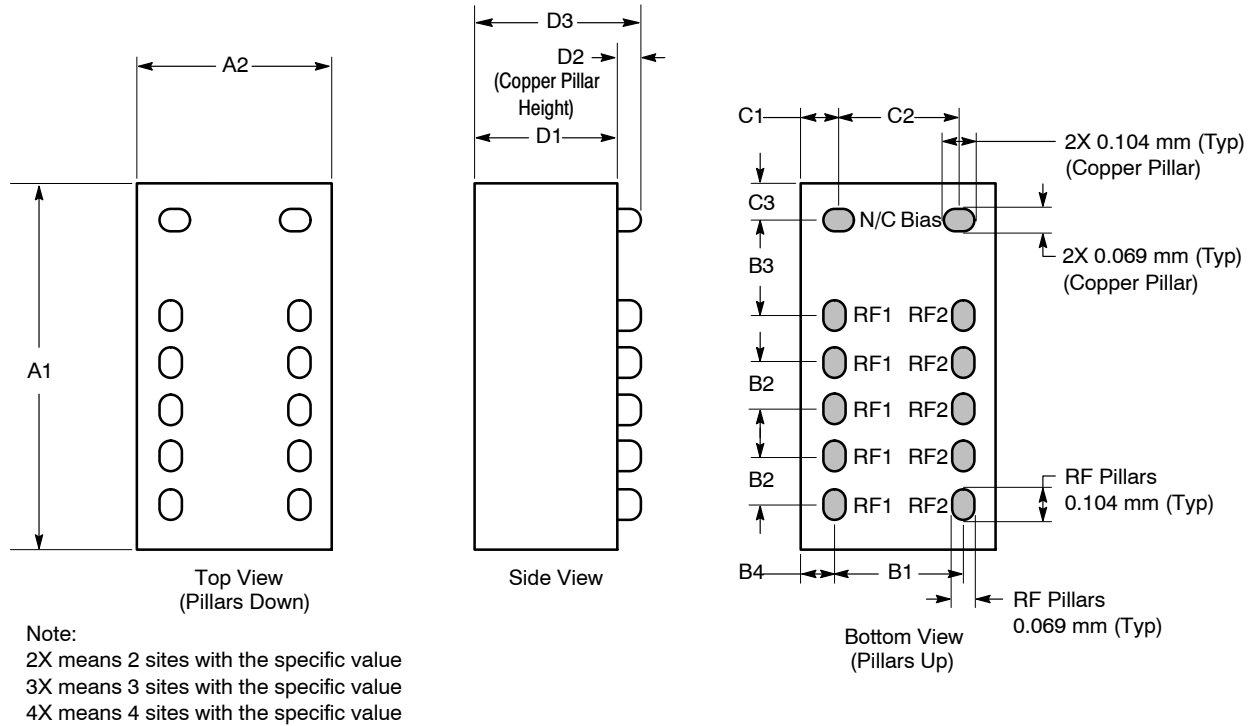 D3
D2
(Copper Pillar
Height)
D1
A2
A1
Top View
(Pillars Down)
Side View
C1
C2
C3
2X 0.104 mm (Typ)
(Copper Pillar)
N/C Bias
2X 0.069 mm (Typ)
(Copper Pillar)
B3
RF1 RF2
RF1 RF2
B2
RF1 RF2
RF1 RF2
B2
RF1 RF2
RF Pillars
0.104 mm (Typ)
B4
B1
RF Pillars
0.069 mm (Typ)
Bottom View
(Pillars Up)
Note:
2X means 2 sites with the specific value
3X means 3 sites with the specific value
4X means 4 sites with the specific value